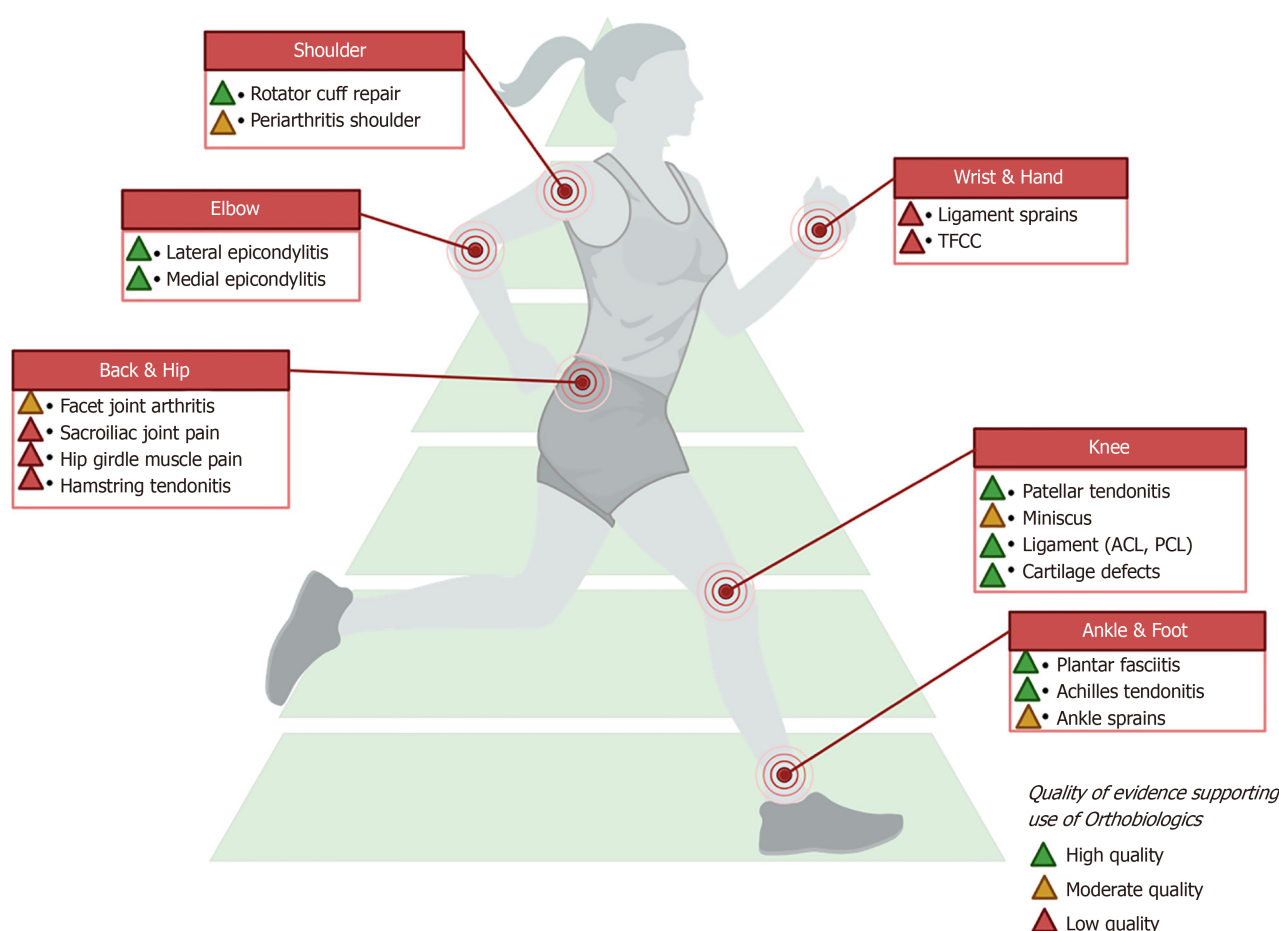 Shoulder
• Rotator cuff repair
• Periarthritis shoulder
Elbow
• Lateral epicondylitis
• Medial epicondylitis
Back & Hip
• Facet joint arthritis
• Sacroiliac joint pain
• Hip girdle muscle pain
• Hamstring tendonitis
Wrist & Hand
• Ligament sprains
• TFCC
Knee
• Patellar tendonitis
• Miniscus
• Ligament (ACL, PCL)
• Cartilage defects
Ankle & Foot
• Plantar fasciitis
• Achilles tendonitis
• Ankle sprains
Quality of evidence supporting
use of Orthobiologics
High quality
Moderate quality
Low quality